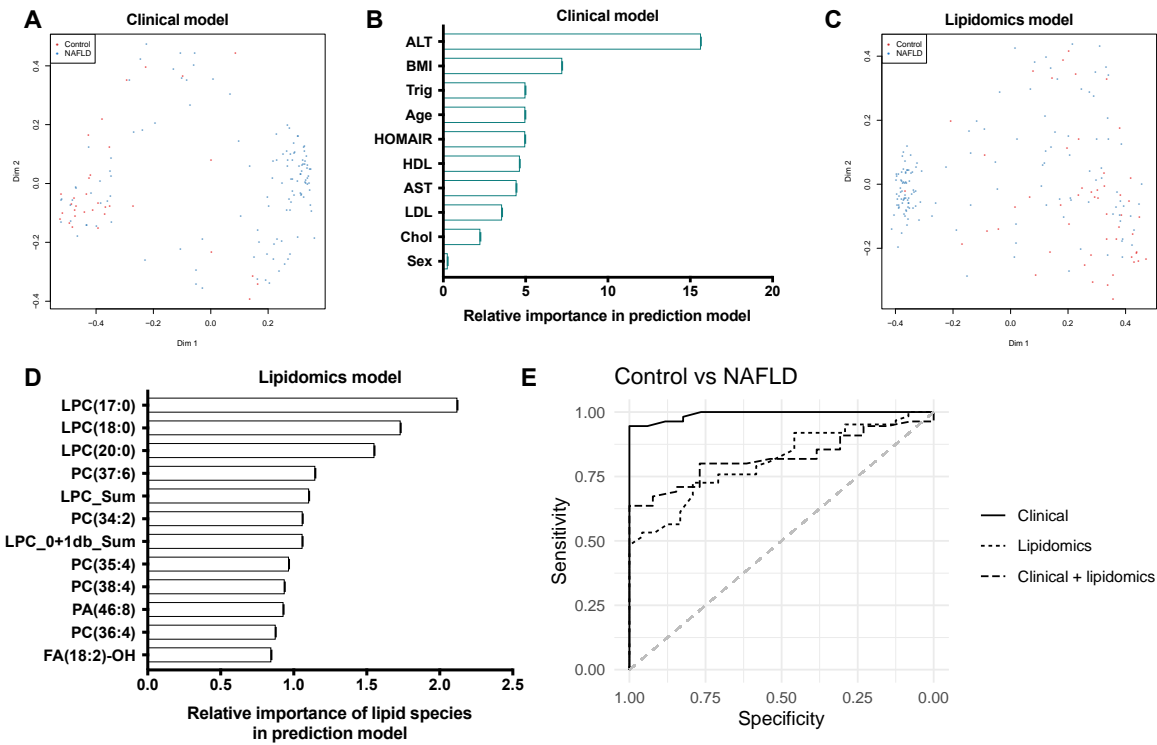 A
Clinical model
Control
NAFLD
0.4
0.2
0.0
−0.2
−0.4
Dim 2
−0.4
−0.2
0.0
0.2
Dim 1
B
Clinical model
ALT
BMI
Trig
Age
HOMAIR
HDL
AST
LDL
Chol
Sex
0
5
10
15
20
Relative importance in prediction model
C
Lipidomics model
Control
NAFLD
0.4
0.2
0.0
−0.2
Dim 2
−0.4
−0.2
0.0
0.2
0.4
Dim 1
D
Lipidomics model
LPC(17:0)
LPC(18:0)
LPC(20:0)
PC(37:6)
LPC_Sum
PC(34:2)
LPC_0+1db_Sum
PC(35:4)
PC(38:4)
PA(46:8)
PC(36:4)
FA(18:2)-OH
0.0
0.5
1.0
1.5
2.0
2.5
Relative importance of lipid species
in prediction model
E
Control vs NAFLD
1.00
0.75
0.50
0.25
0.00
Sensitivity
1.00
0.75
0.50
0.25
0.00
Specificity
Clinical
Lipidomics
Clinical + lipidomics